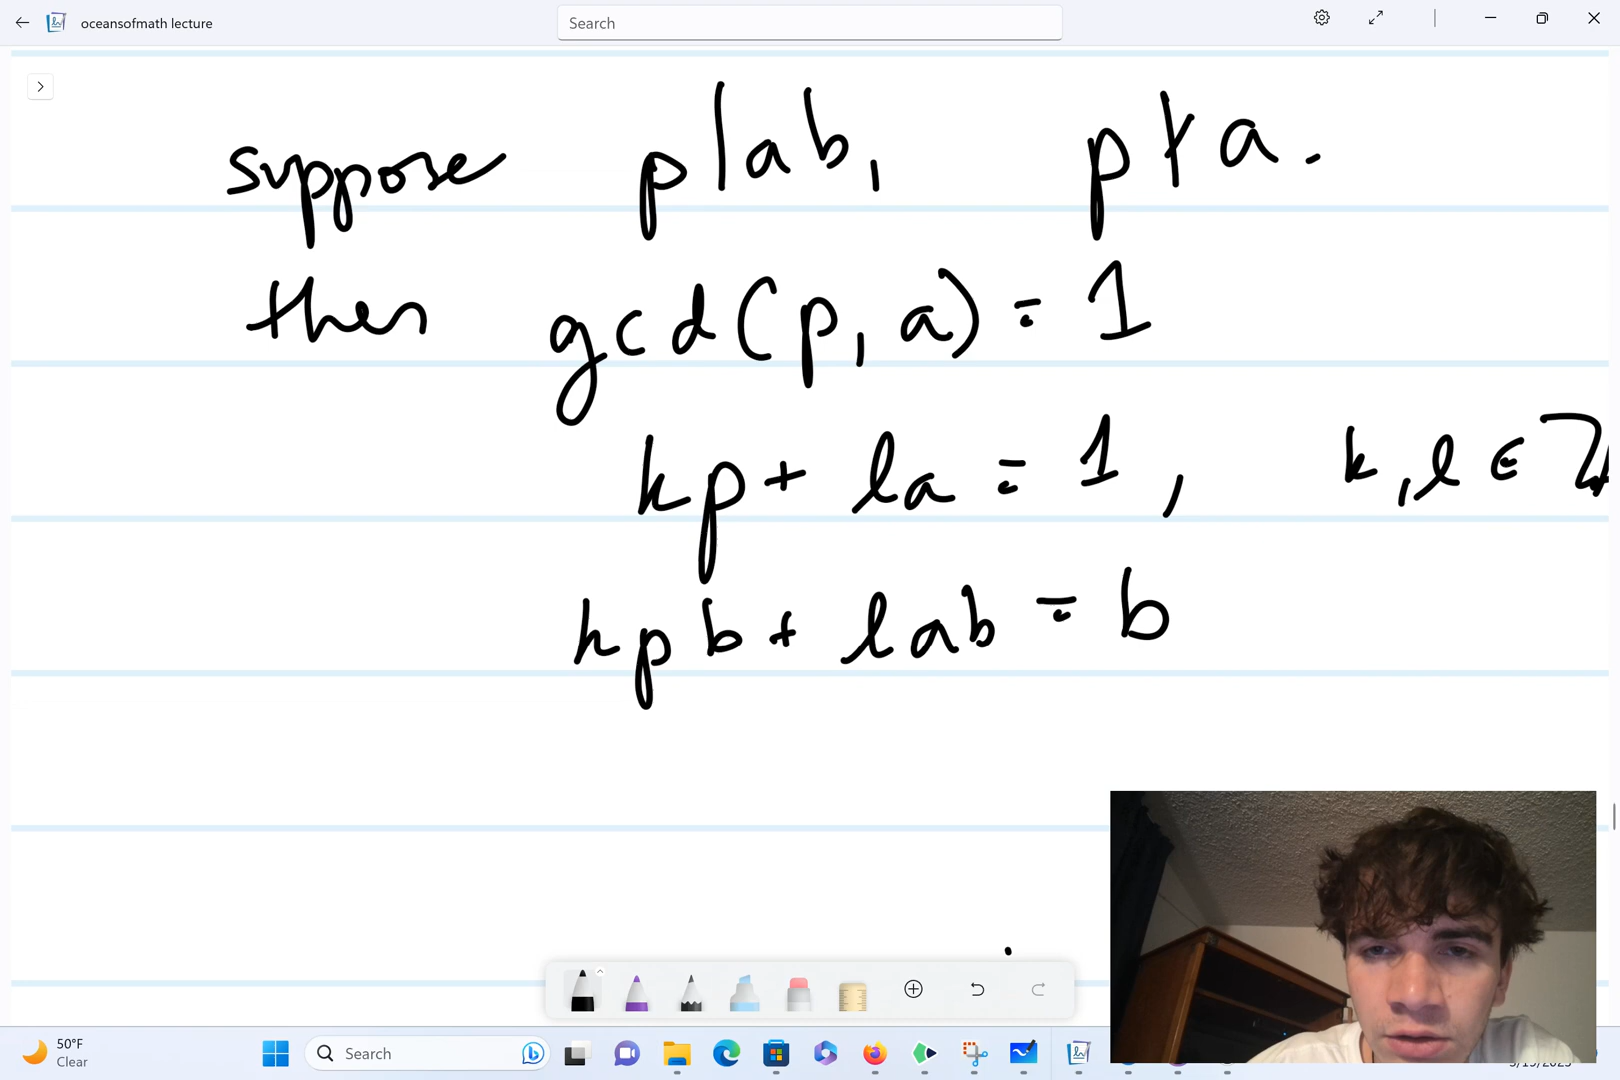 oceansofmath lecture
Search
suppose p|ab, p∤a.
then gcd(p, a) = 1
kp + la = 1, k, l ∈ ℤ
kpb + lab = b
50°F
Clear
Search